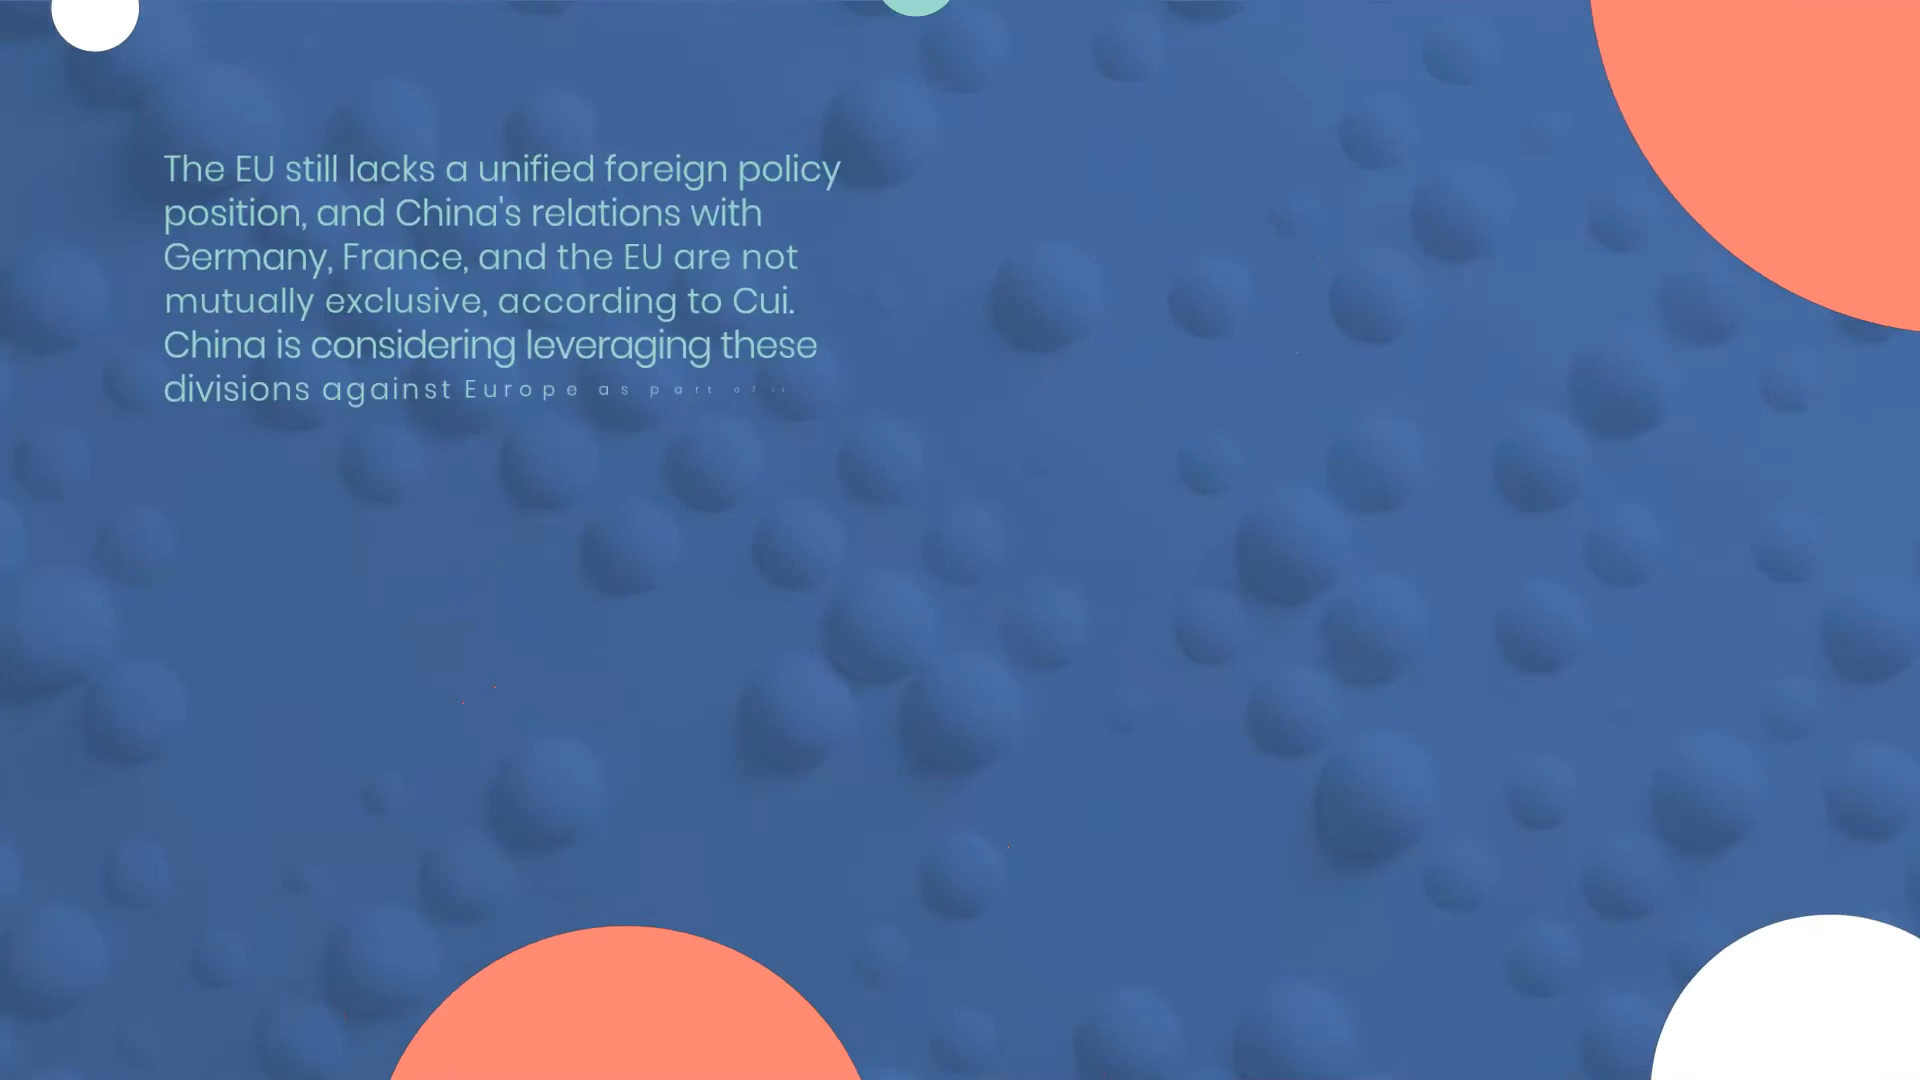 The EU still lacks a unified foreign policy
position, and China's relations with
Germany, France, and the EU are not
mutually exclusive, according to Cui.
China is considering leveraging these
divisions against Europe as part of